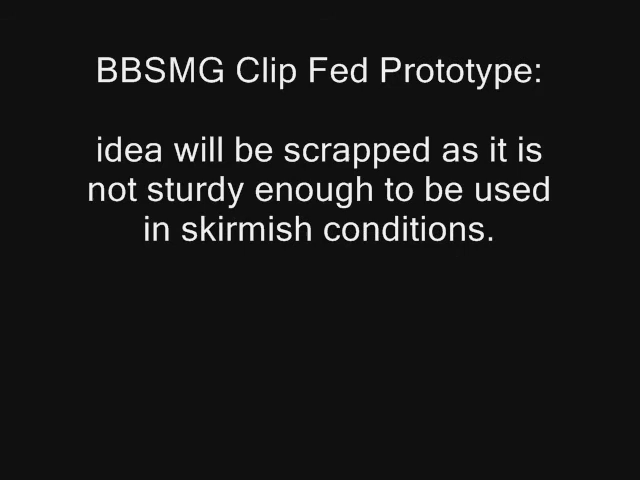 BBSMG Clip Fed Prototype:
idea will be scrapped as it is
not sturdy enough to be used
in skirmish conditions.